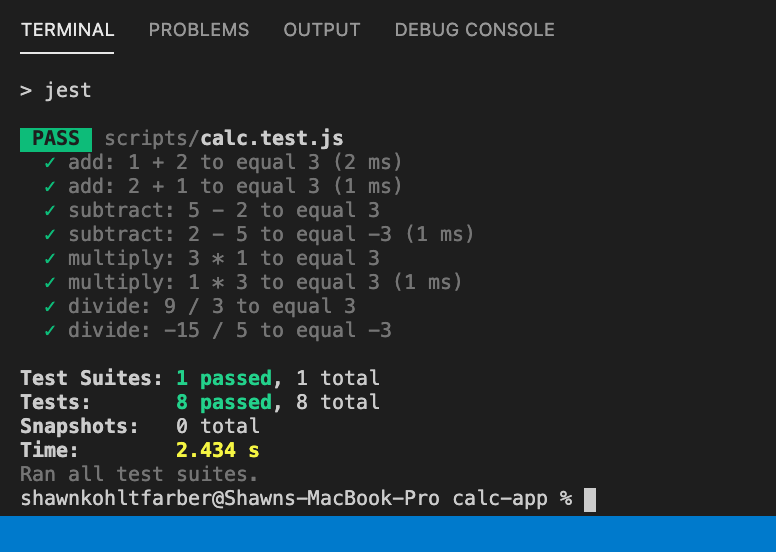 TERMINAL PROBLEMS OUTPUT DEBUG CONSOLE
> jest
PASS scripts/calc.test.js
✓ add: 1 + 2 to equal 3 (2 ms)
✓ add: 2 + 1 to equal 3 (1 ms)
✓ subtract: 5 - 2 to equal 3
✓ subtract: 2 - 5 to equal -3 (1 ms)
✓ multiply: 3 * 1 to equal 3
✓ multiply: 1 * 3 to equal 3 (1 ms)
✓ divide: 9 / 3 to equal 3
✓ divide: -15 / 5 to equal -3
Test Suites: 1 passed, 1 total
Tests: 8 passed, 8 total
Snapshots: 0 total
Time: 2.434 s
Ran all test suites.
shawnkohltfarber@Shawns-MacBook-Pro calc-app %